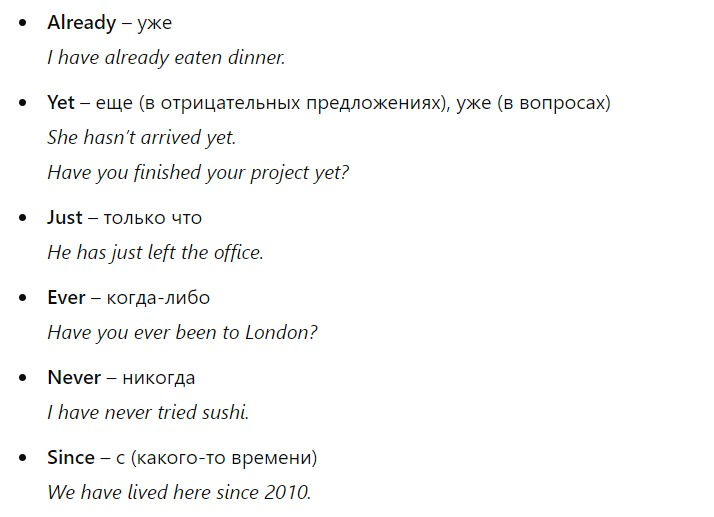 Already – уже
I have already eaten dinner.
Yet – еще (в отрицательных предложениях), уже (в вопросах)
She hasn’t arrived yet.
Have you finished your project yet?
Just – только что
He has just left the office.
Ever – когда-либо
Have you ever been to London?
Never – никогда
I have never tried sushi.
Since – с (какого-то времени)
We have lived here since 2010.